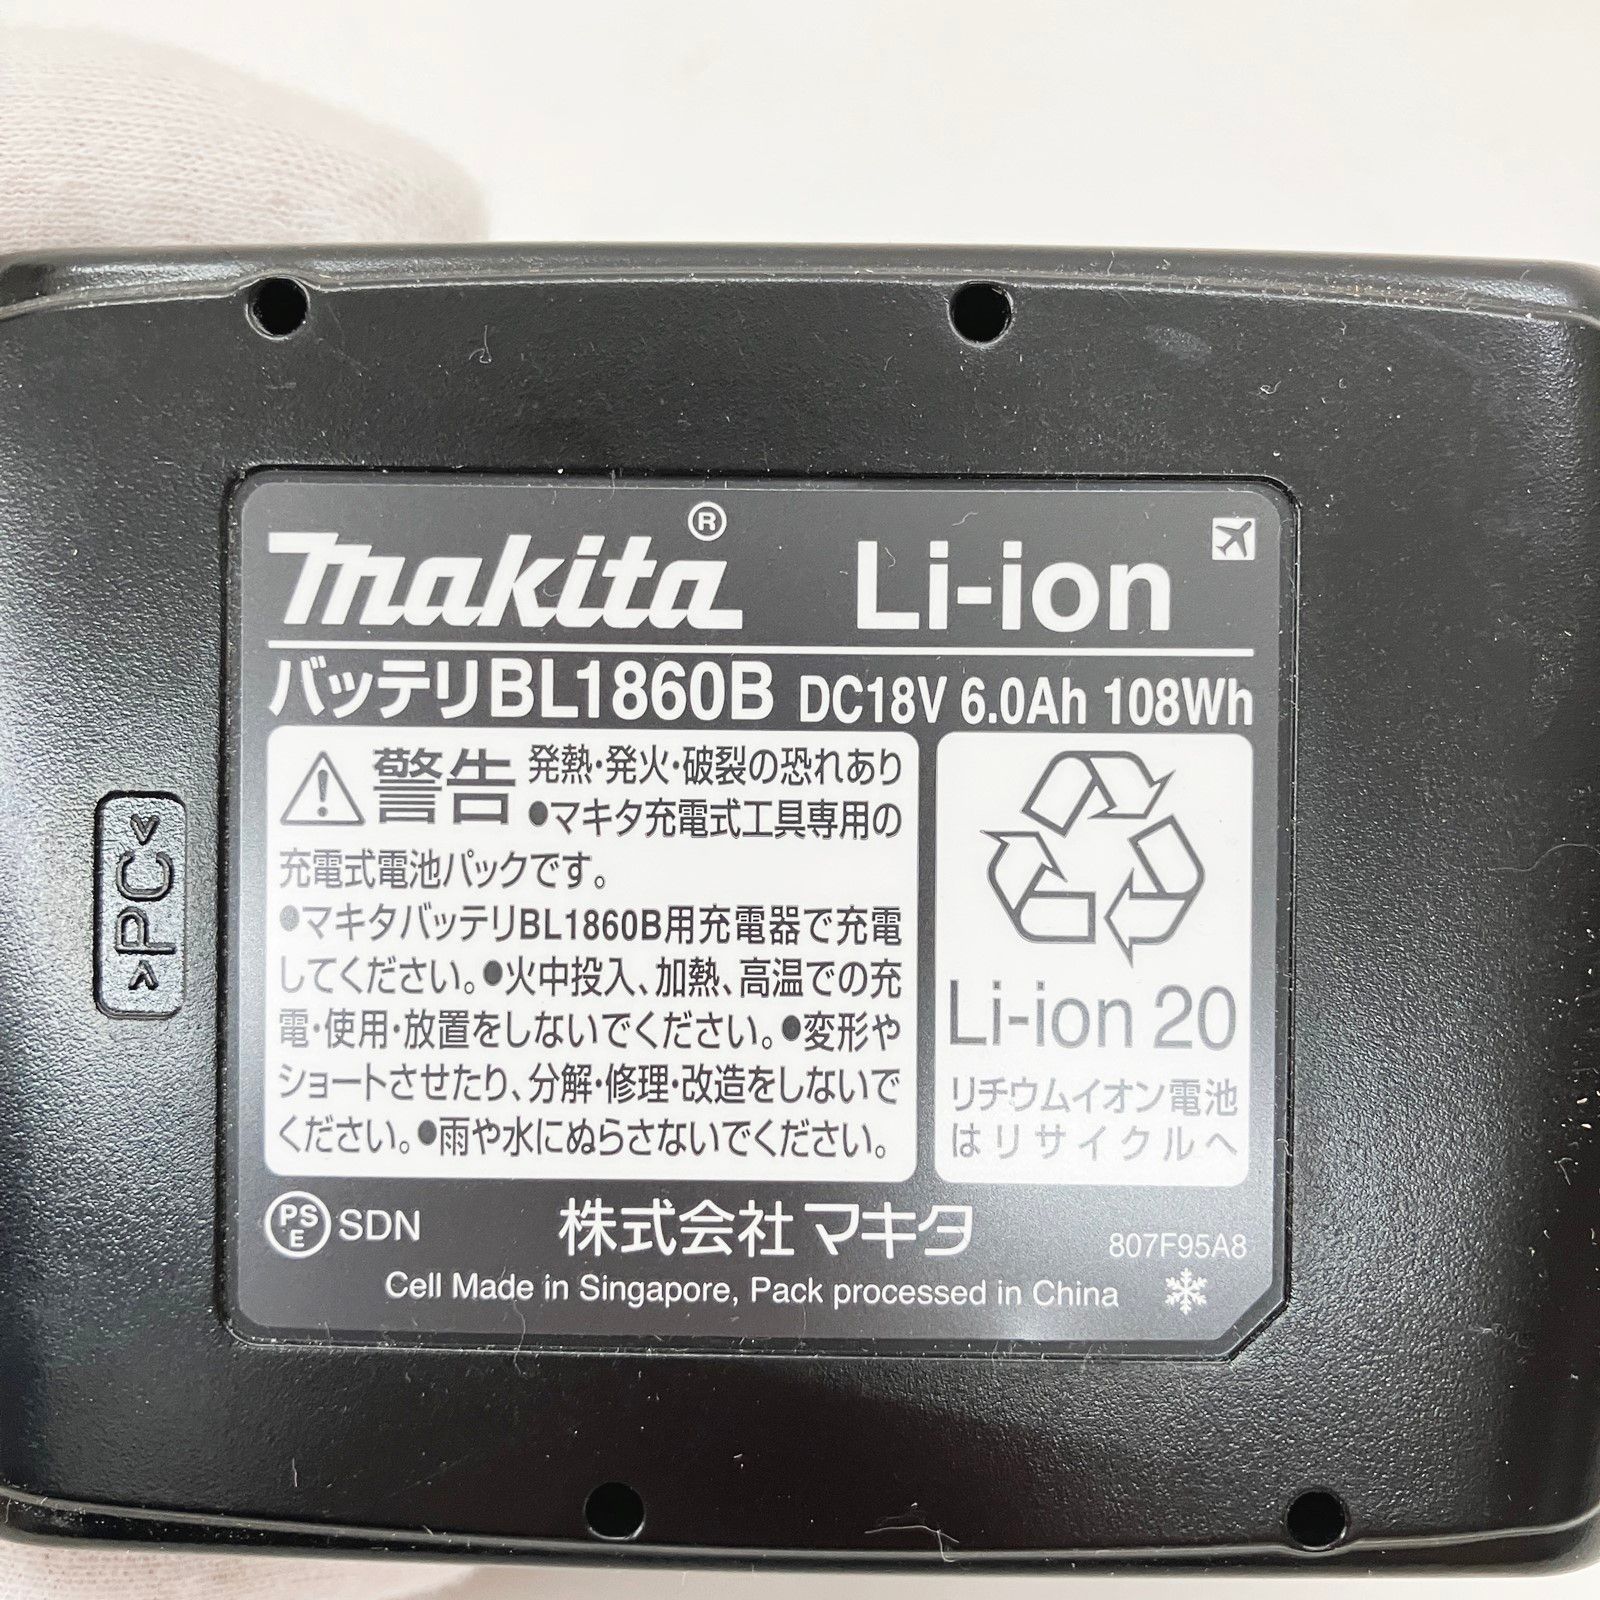 makita® Li-ion
バッテリBL1860B DC18V 6.0Ah 108Wh
警告 発熱・発火・破裂の恐れあり
●マキタ充電式工具専用の
充電式電池パックです。
●マキタバッテリBL1860B用充電器で充電
してください。●火中投入、加熱、高温での充
電・使用・放置をしないでください。●変形や
ショートさせたり、分解・修理・改造をしないで
ください。●雨や水にぬらさないでください。
Li-ion 20
リチウムイオン電池
はリサイクルへ
PSE SDN 株式会社マキタ 807F95A8
Cell Made in Singapore, Pack processed in China
>PC<